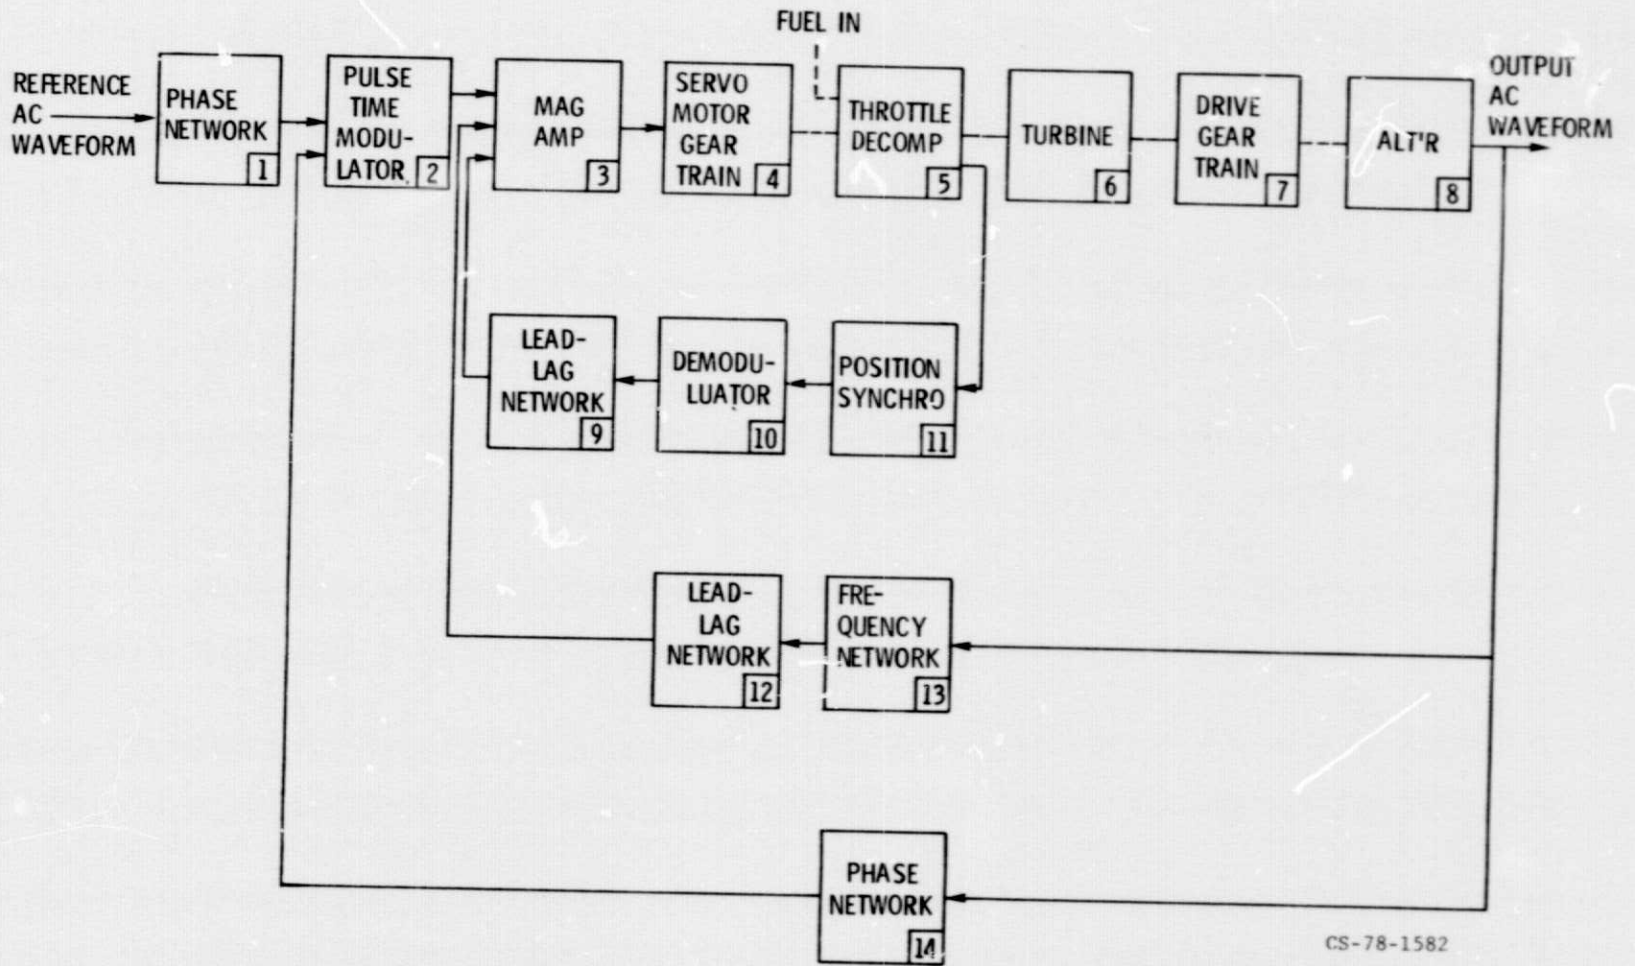 FUEL IN
REFERENCE
AC
WAVEFORM
PHASE
NETWORK
1
PULSE
TIME
MODU-
LATOR
2
MAG
AMP
3
SERVO
MOTOR
GEAR
TRAIN
4
THROTTLE
DECOMP
5
TURBINE
6
DRIVE
GEAR
TRAIN
7
ALT'R
8
OUTPUT
AC
WAVEFORM
LEAD-
LAG
NETWORK
9
DEMODU-
LUATOR
10
POSITION
SYNCHRO
11
LEAD-
LAG
NETWORK
12
FRE-
QUENCY
NETWORK
13
PHASE
NETWORK
14
CS-78-1582